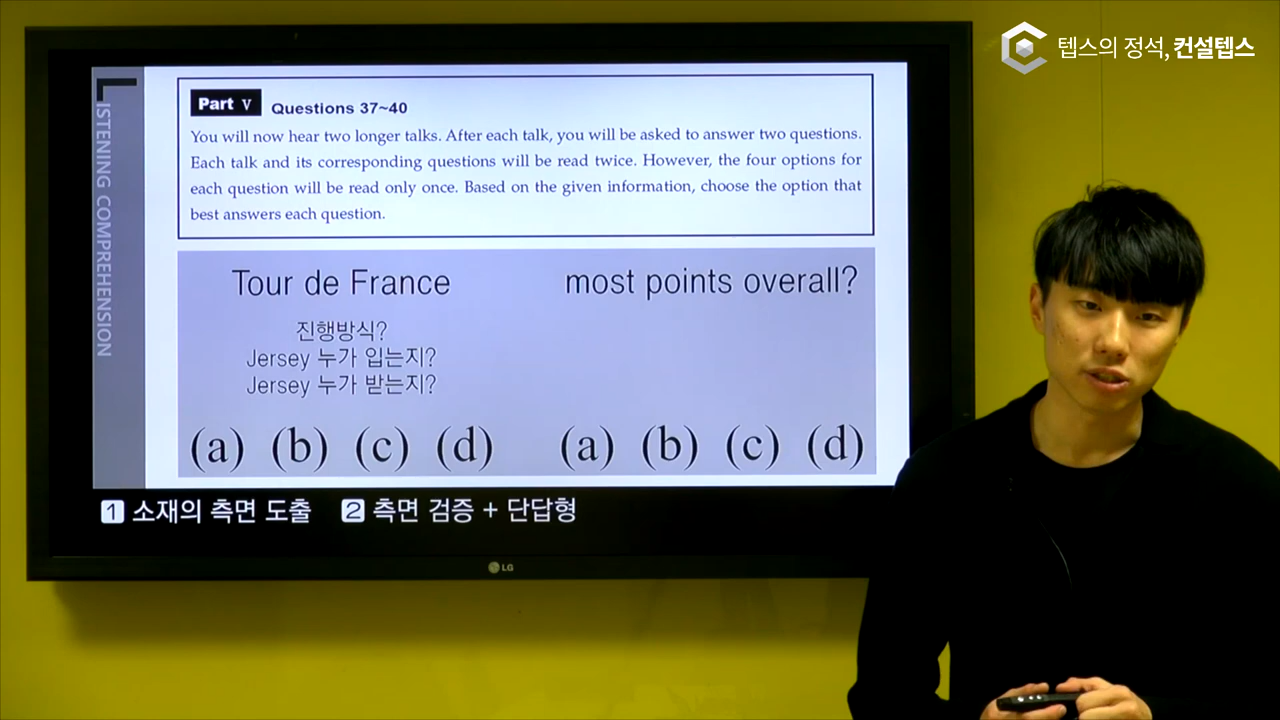 텝스의 정석, 컨설텝스
Part V Questions 37~40
You will now hear two longer talks. After each talk, you will be asked to answer two questions.
Each talk and its corresponding questions will be read twice. However, the four options for
each question will be read only once. Based on the given information, choose the option that
best answers each question.
LISTENING COMPREHENSION
Tour de France
진행방식?
Jersey 누가 입는지?
Jersey 누가 받는지?
(a) (b) (c) (d)
most points overall?
(a) (b) (c) (d)
1 소재의 측면 도출 2 측면 검증 + 단답형
LG